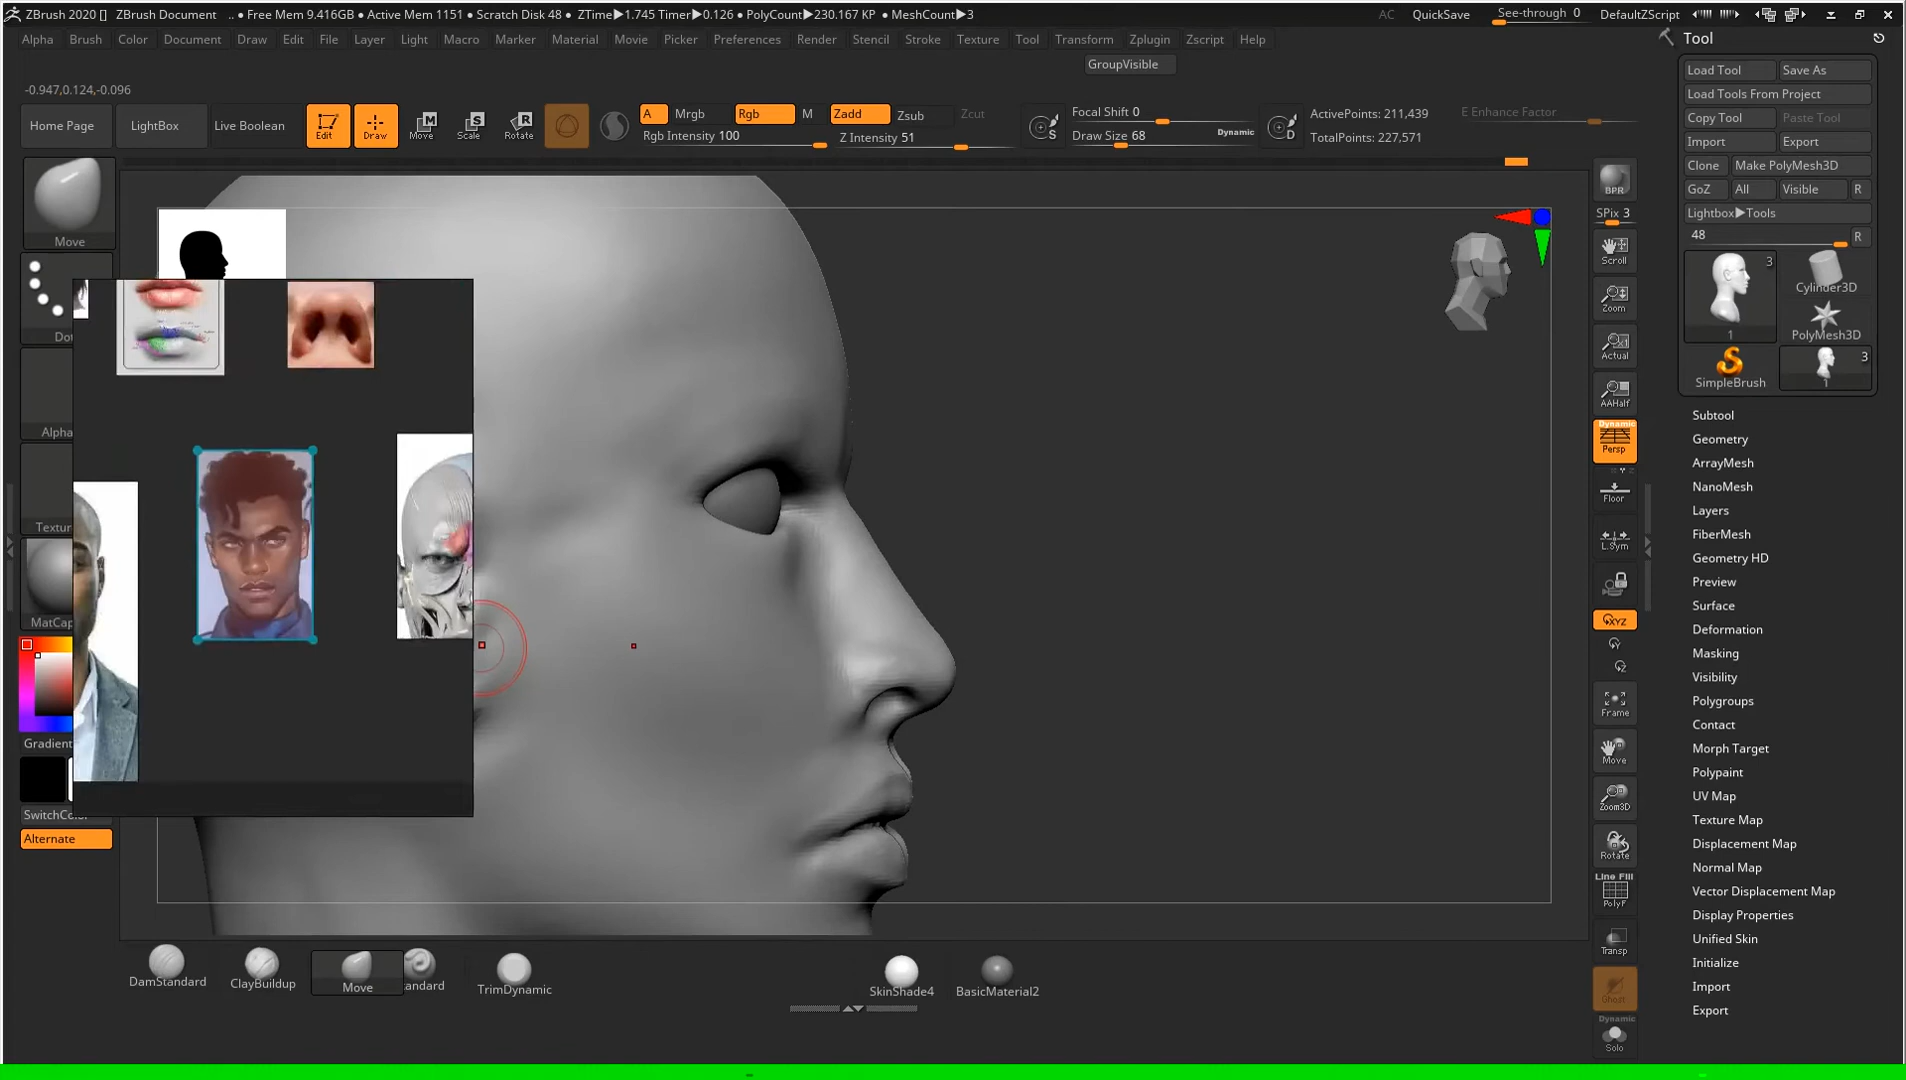 ZBrush 2020 [] ZBrush Document .. • Free Mem 9.416GB • Active Mem 1151 • Scratch Disk 48 • ZTime▶1.745 Timer▶0.126 • PolyCount▶230.167 KP • MeshCount▶3 AC QuickSave See-through 0 DefaultZScript
Alpha Brush Color Document Draw Edit File Layer Light Macro Marker Material Movie Picker Preferences Render Stencil Stroke Texture Tool Transform Zplugin Zscript Help
GroupVisible
-0.947,0.124,-0.096
Home Page LightBox Live Boolean Edit Draw Move Scale Rotate
M S R
A Mrgb Rgb M Zadd Zsub Zcut
Rgb Intensity 100 Z Intensity 51
Focal Shift 0
Draw Size 68 Dynamic
S D
ActivePoints: 211,439
TotalPoints: 227,571
E Enhance Factor
Move
Dot
Alpha
Textur
MatCap
Gradient
SwitchColor
Alternate
BPR
SPix 3
Scroll
Zoom
Actual
AAHalf
Dynamic
Persp
Floor
L.Sym
XYZ
Y
Z
Frame
Move
Zoom3D
Rotate
Line Fill
PolyF
Transp
Ghost
Dynamic
Solo
DamStandard ClayBuildup Move andard TrimDynamic SkinShade4 BasicMaterial2
Tool
Load Tool Save As
Load Tools From Project
Copy Tool Paste Tool
Import Export
Clone Make PolyMesh3D
GoZ All Visible R
Lightbox▶Tools
48 R
3
Cylinder3D
1 PolyMesh3D
3
SimpleBrush 1
Subtool
Geometry
ArrayMesh
NanoMesh
Layers
FiberMesh
Geometry HD
Preview
Surface
Deformation
Masking
Visibility
Polygroups
Contact
Morph Target
Polypaint
UV Map
Texture Map
Displacement Map
Normal Map
Vector Displacement Map
Display Properties
Unified Skin
Initialize
Import
Export